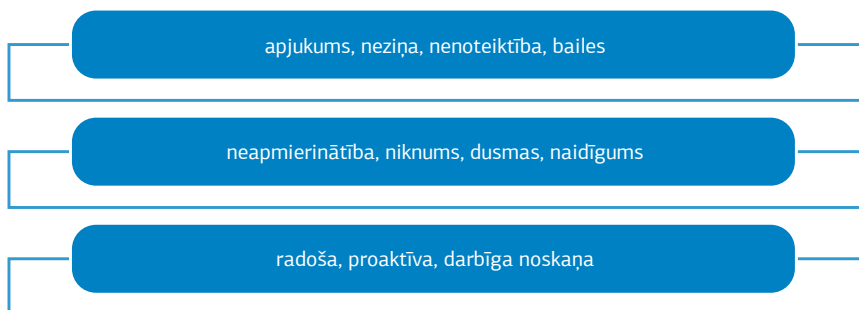 apjukums, neziņa, nenoteiktība, bailes
neapmierinātība, niknums, dusmas, naidīgums
radoša, proaktīva, darbīga noskaņa